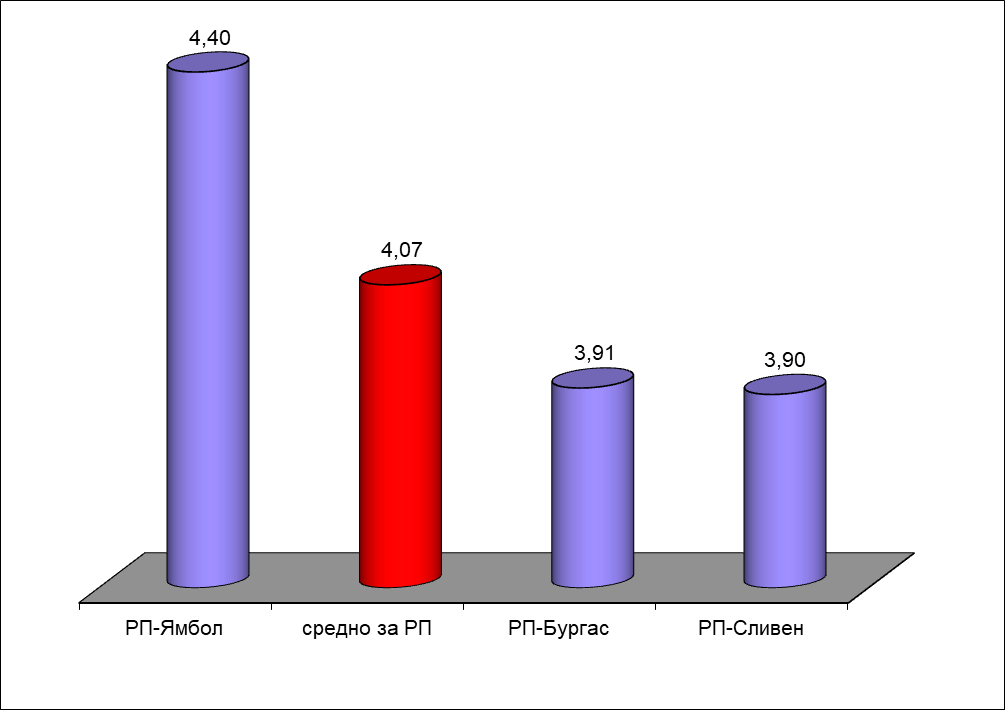 4,40
4,07
3,91
3,90
РП-Ямбол
средно за РП
РП-Бургас
РП-Сливен